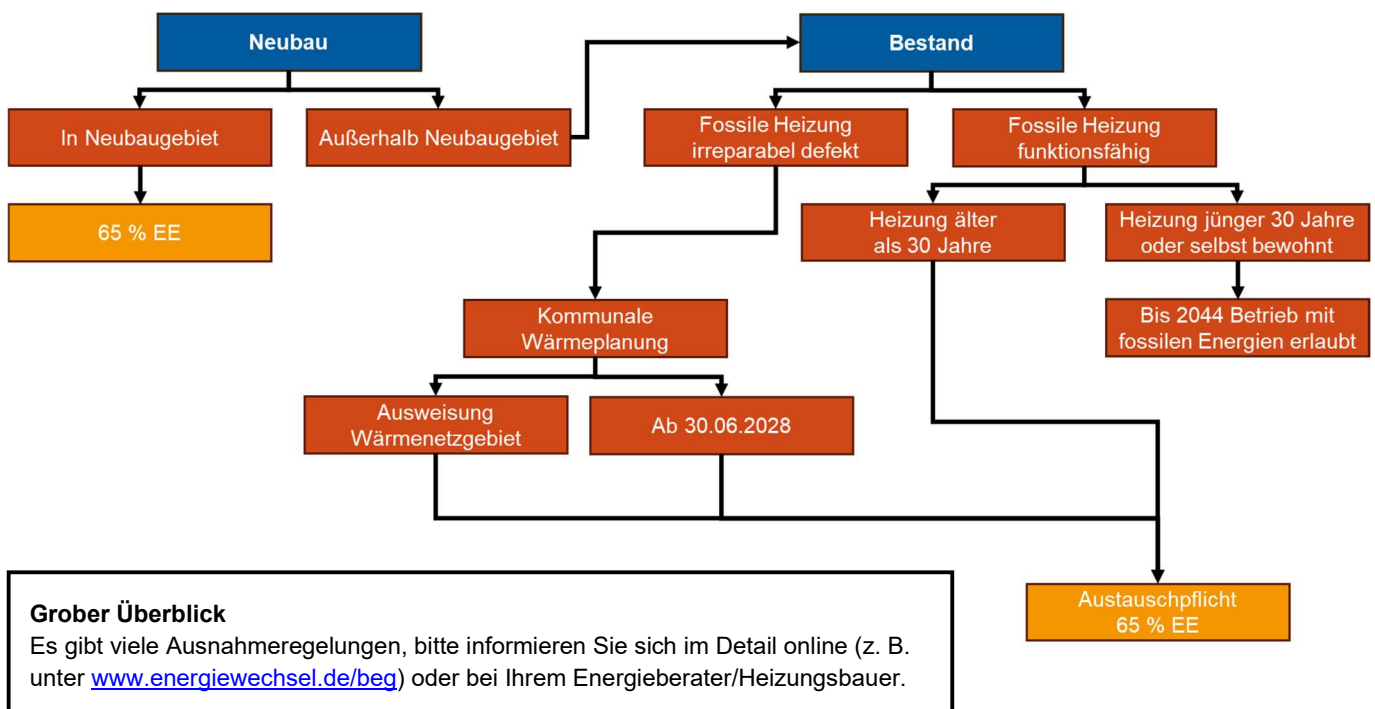 Neubau
Bestand
In Neubaugebiet
Außerhalb Neubaugebiet
Fossile Heizung
irreparabel defekt
Fossile Heizung
funktionsfähig
65 % EE
Heizung älter
als 30 Jahre
Heizung jünger 30 Jahre
oder selbst bewohnt
Kommunale
Wärmeplanung
Bis 2044 Betrieb mit
fossilen Energien erlaubt
Ausweisung
Wärmenetzgebiet
Ab 30.06.2028
Austauschpflicht
65 % EE
Grober Überblick
Es gibt viele Ausnahmeregelungen, bitte informieren Sie sich im Detail online (z. B.
unter www.energiewechsel.de/beg) oder bei Ihrem Energieberater/Heizungsbauer.